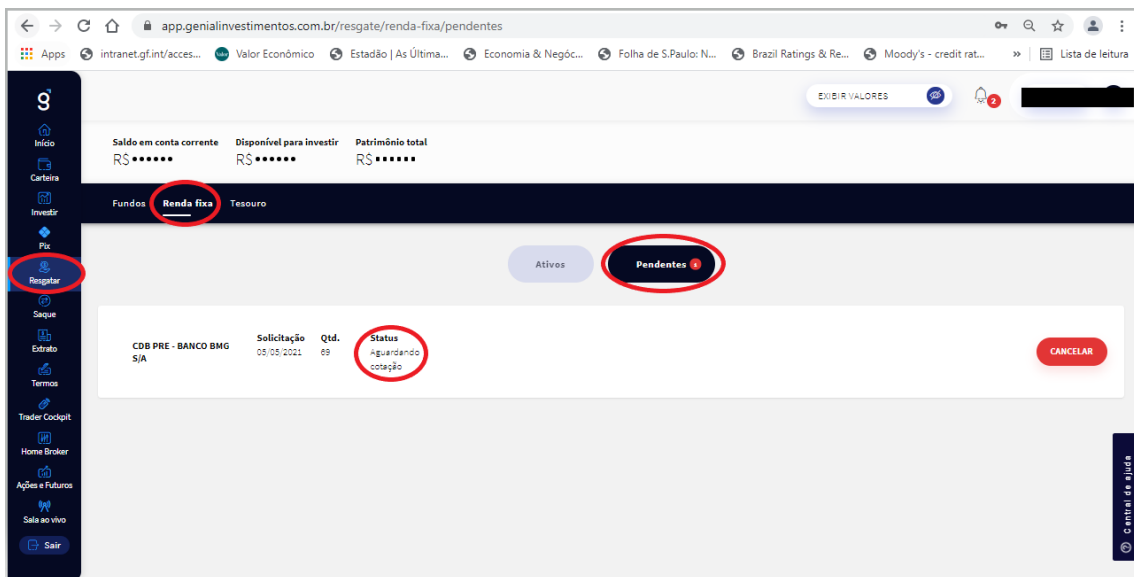 app.genialinvestimentos.com.br/resgate/renda-fixa/pendentes
Apps intranet.gf.int/acces... Valor Econômico Estadão | As Última... Economia & Negóc... Folha de S.Paulo: N... Brazil Ratings & Re... Moody's - credit rat... » Lista de leitura
g
EXIBIR VALORES
2
Início
Carteira
Investir
Pix
Resgatar
Saque
Extrato
Termos
Trader Cockpit
Home Broker
Ações e Futuros
Sala ao vivo
Sair
Saldo em conta corrente Disponível para investir Patrimônio total
R$ •••••• R$ •••••• R$ ••••••
Fundos Renda fixa Tesouro
Ativos Pendentes
Solicitação Qtd. Status
CDB PRE - BANCO BMG 05/05/2021 69 Aguardando
S/A cotação
CANCELAR
Central de ajuda